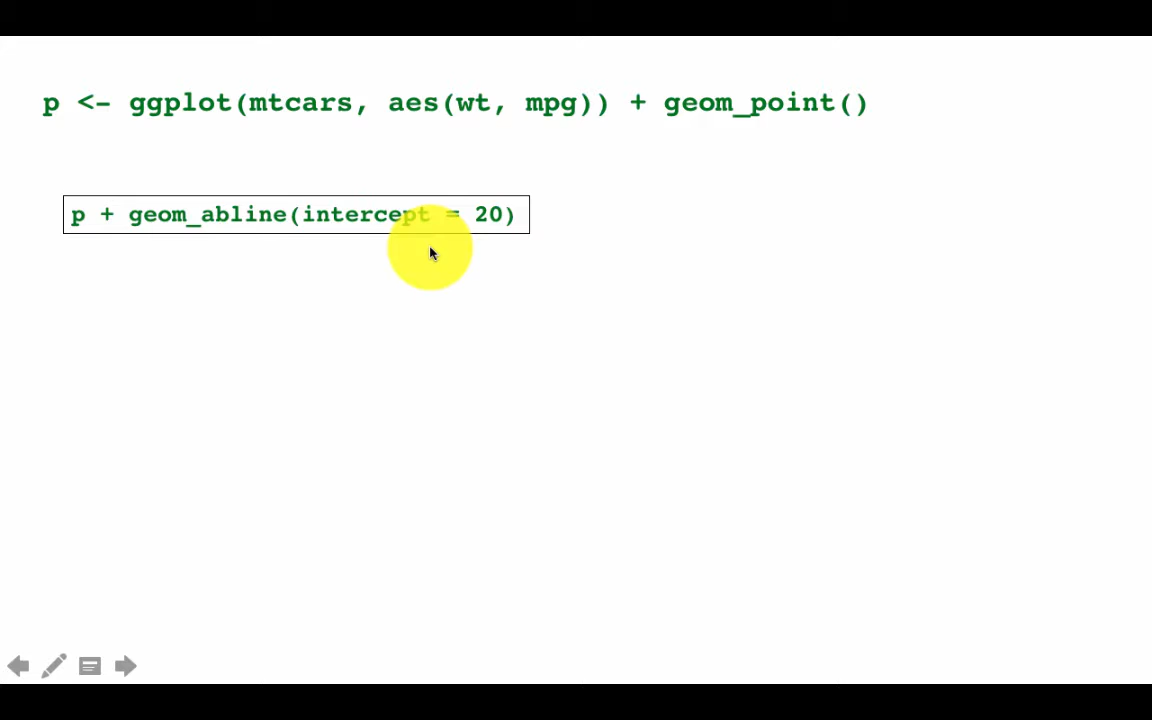 p <- ggplot(mtcars, aes(wt, mpg)) + geom_point()
p + geom_abline(intercept = 20)